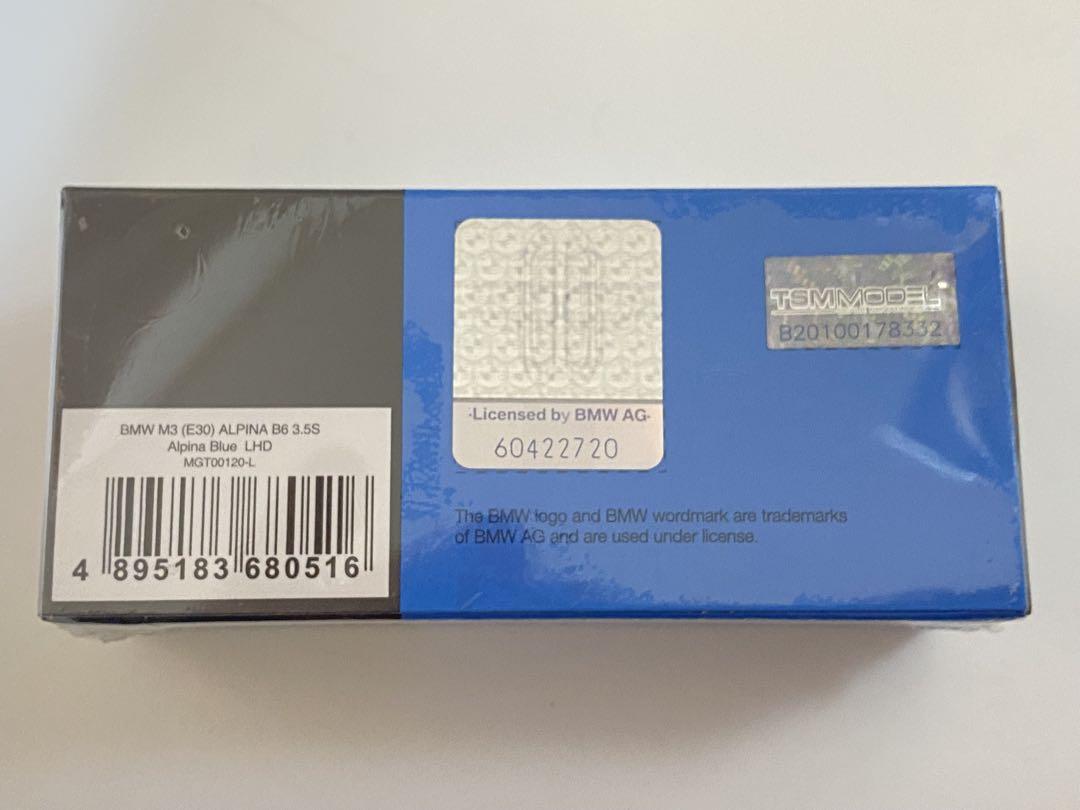 BMW M3 (E30) ALPINA B6 3.5S
Alpina Blue LHD
MGT00120-L
4 895183 680516
·Licensed by BMW AG·
60422720
TSMMODEL
B20100178332
The BMW logo and BMW wordmark are trademarks
of BMW AG and are used under license.